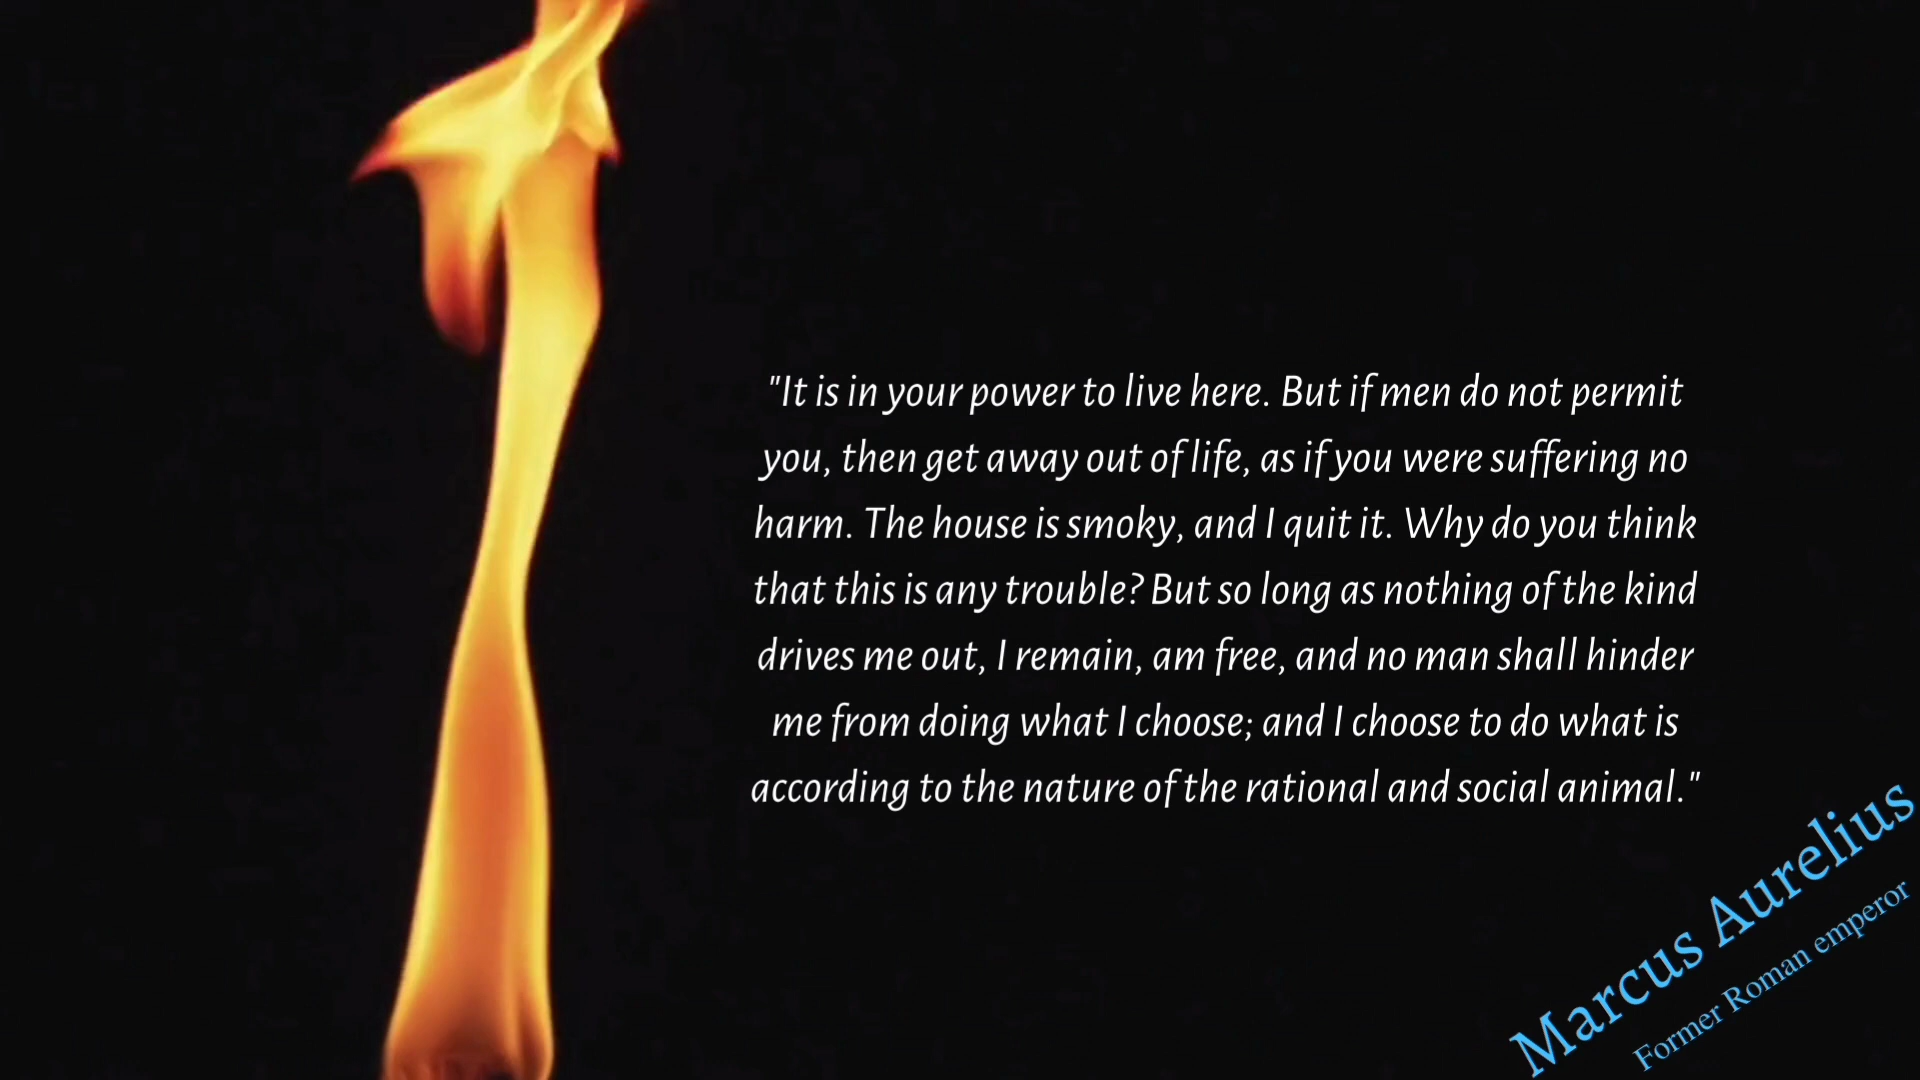 "It is in your power to live here. But if men do not permit
you, then get away out of life, as if you were suffering no
harm. The house is smoky, and I quit it. Why do you think
that this is any trouble? But so long as nothing of the kind
drives me out, I remain, am free, and no man shall hinder
me from doing what I choose; and I choose to do what is
according to the nature of the rational and social animal."
Marcus Aurelius
Former Roman emperor